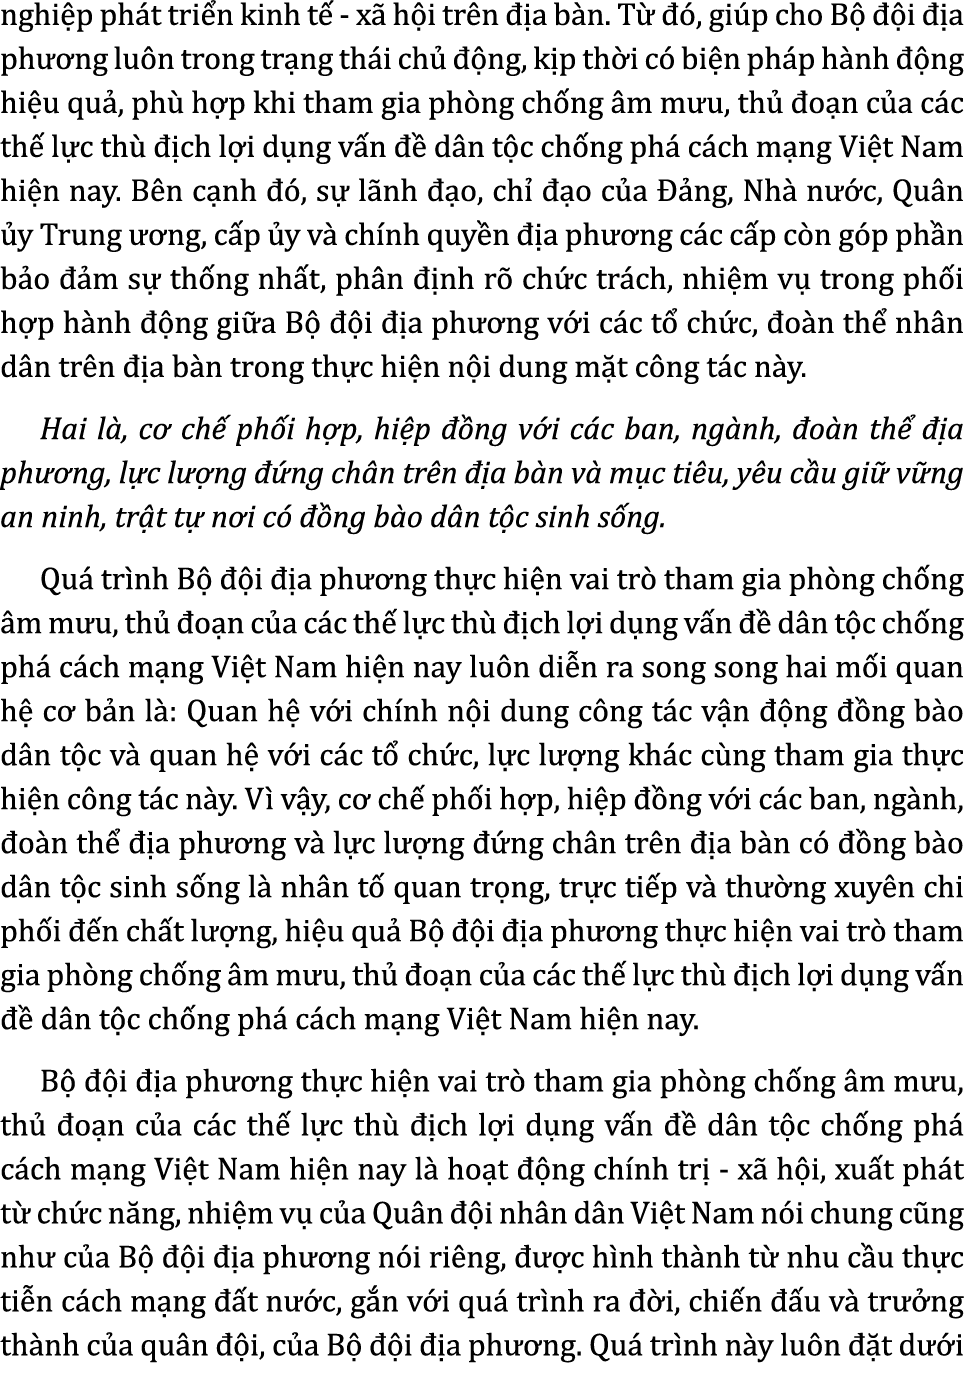 nghiệp phát triển kinh tế - xã hội trên địa bàn. Từ đó, giúp cho Bộ đội địa
phương luôn trong trạng thái chủ động, kịp thời có biện pháp hành động
hiệu quả, phù hợp khi tham gia phòng chống âm mưu, thủ đoạn của các
thế lực thù địch lợi dụng vấn đề dân tộc chống phá cách mạng Việt Nam
hiện nay. Bên cạnh đó, sự lãnh đạo, chỉ đạo của Đảng, Nhà nước, Quân
ủy Trung ương, cấp ủy và chính quyền địa phương các cấp còn góp phần
bảo đảm sự thống nhất, phân định rõ chức trách, nhiệm vụ trong phối
hợp hành động giữa Bộ đội địa phương với các tổ chức, đoàn thể nhân
dân trên địa bàn trong thực hiện nội dung mặt công tác này.
Hai là, cơ chế phối hợp, hiệp đồng với các ban, ngành, đoàn thể địa
phương, lực lượng đứng chân trên địa bàn và mục tiêu, yêu cầu giữ vững
an ninh, trật tự nơi có đồng bào dân tộc sinh sống.
Quá trình Bộ đội địa phương thực hiện vai trò tham gia phòng chống
âm mưu, thủ đoạn của các thế lực thù địch lợi dụng vấn đề dân tộc chống
phá cách mạng Việt Nam hiện nay luôn diễn ra song song hai mối quan
hệ cơ bản là: Quan hệ với chính nội dung công tác vận động đồng bào
dân tộc và quan hệ với các tổ chức, lực lượng khác cùng tham gia thực
hiện công tác này. Vì vậy, cơ chế phối hợp, hiệp đồng với các ban, ngành,
đoàn thể địa phương và lực lượng đứng chân trên địa bàn có đồng bào
dân tộc sinh sống là nhân tố quan trọng, trực tiếp và thường xuyên chi
phối đến chất lượng, hiệu quả Bộ đội địa phương thực hiện vai trò tham
gia phòng chống âm mưu, thủ đoạn của các thế lực thù địch lợi dụng vấn
đề dân tộc chống phá cách mạng Việt Nam hiện nay.
Bộ đội địa phương thực hiện vai trò tham gia phòng chống âm mưu,
thủ đoạn của các thế lực thù địch lợi dụng vấn đề dân tộc chống phá
cách mạng Việt Nam hiện nay là hoạt động chính trị - xã hội, xuất phát
từ chức năng, nhiệm vụ của Quân đội nhân dân Việt Nam nói chung cũng
như của Bộ đội địa phương nói riêng, được hình thành từ nhu cầu thực
tiễn cách mạng đất nước, gắn với quá trình ra đời, chiến đấu và trưởng
thành của quân đội, của Bộ đội địa phương. Quá trình này luôn đặt dưới